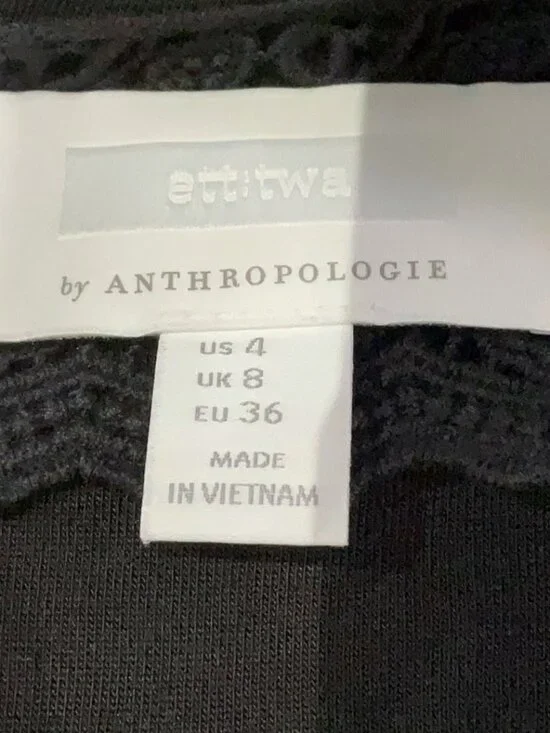 ett:twa
by ANTHROPOLOGIE
US 4
UK 8
EU 36
MADE
IN VIETNAM